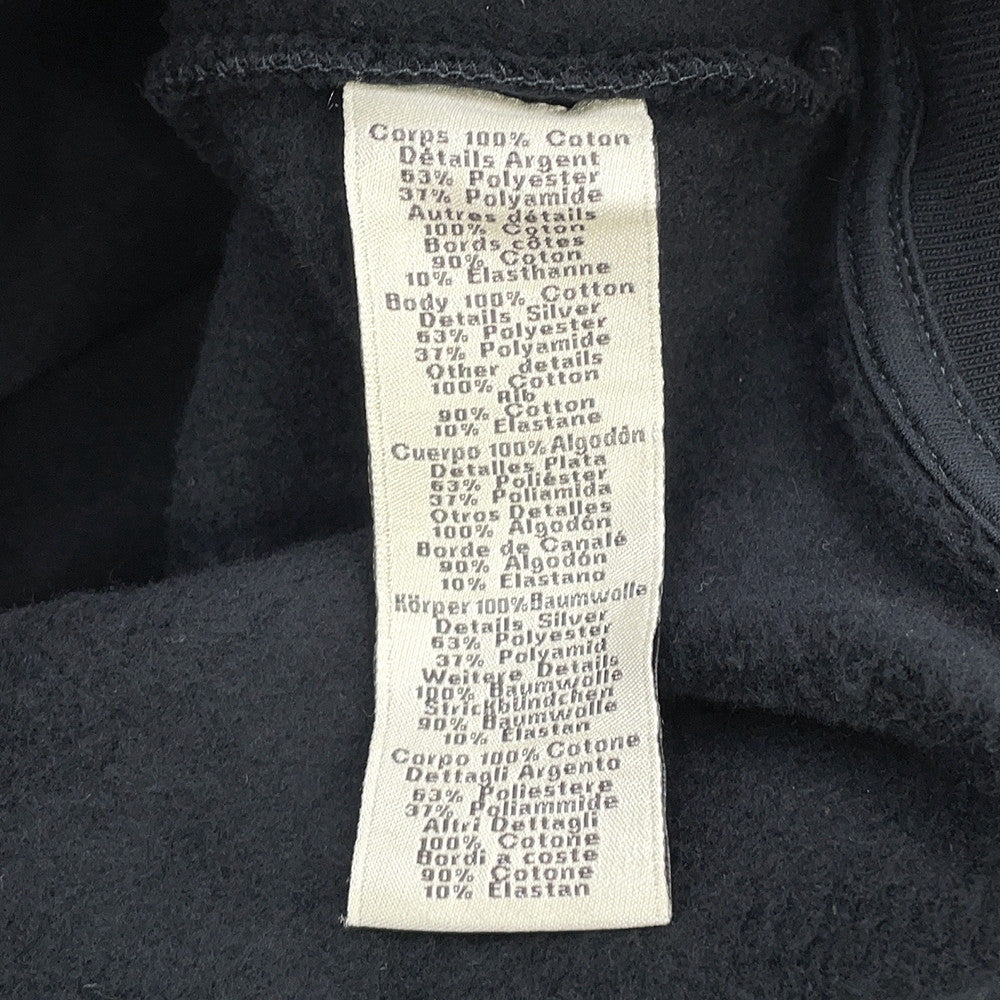 Corps 100% Coton
Détails Argent
63% Polyester
37% Polyamide
Autres détails
100% Coton
Bords côtes
90% Coton
10% Elasthanne
Body 100% Cotton
Details Silver
63% Polyester
37% Polyamide
Other details
100% Cotton
Rib
90% Cotton
10% Elastane
Cuerpo 100% Algodón
Detalles Plata
63% Poliéster
37% Poliamida
Otros Detalles
100% Algodón
Borde de Canalé
90% Algodón
10% Elastano
Körper 100% Baumwolle
Details Silver
63% Polyester
37% Polyamid
Weitere Details
100% Baumwolle
Strickbündchen
90% Baumwolle
10% Elastan
Corpo 100% Cotone
Dettagli Argento
63% Poliestere
37% Poliammide
Altri Dettagli
100% Cotone
Bordi a coste
90% Cotone
10% Elastan